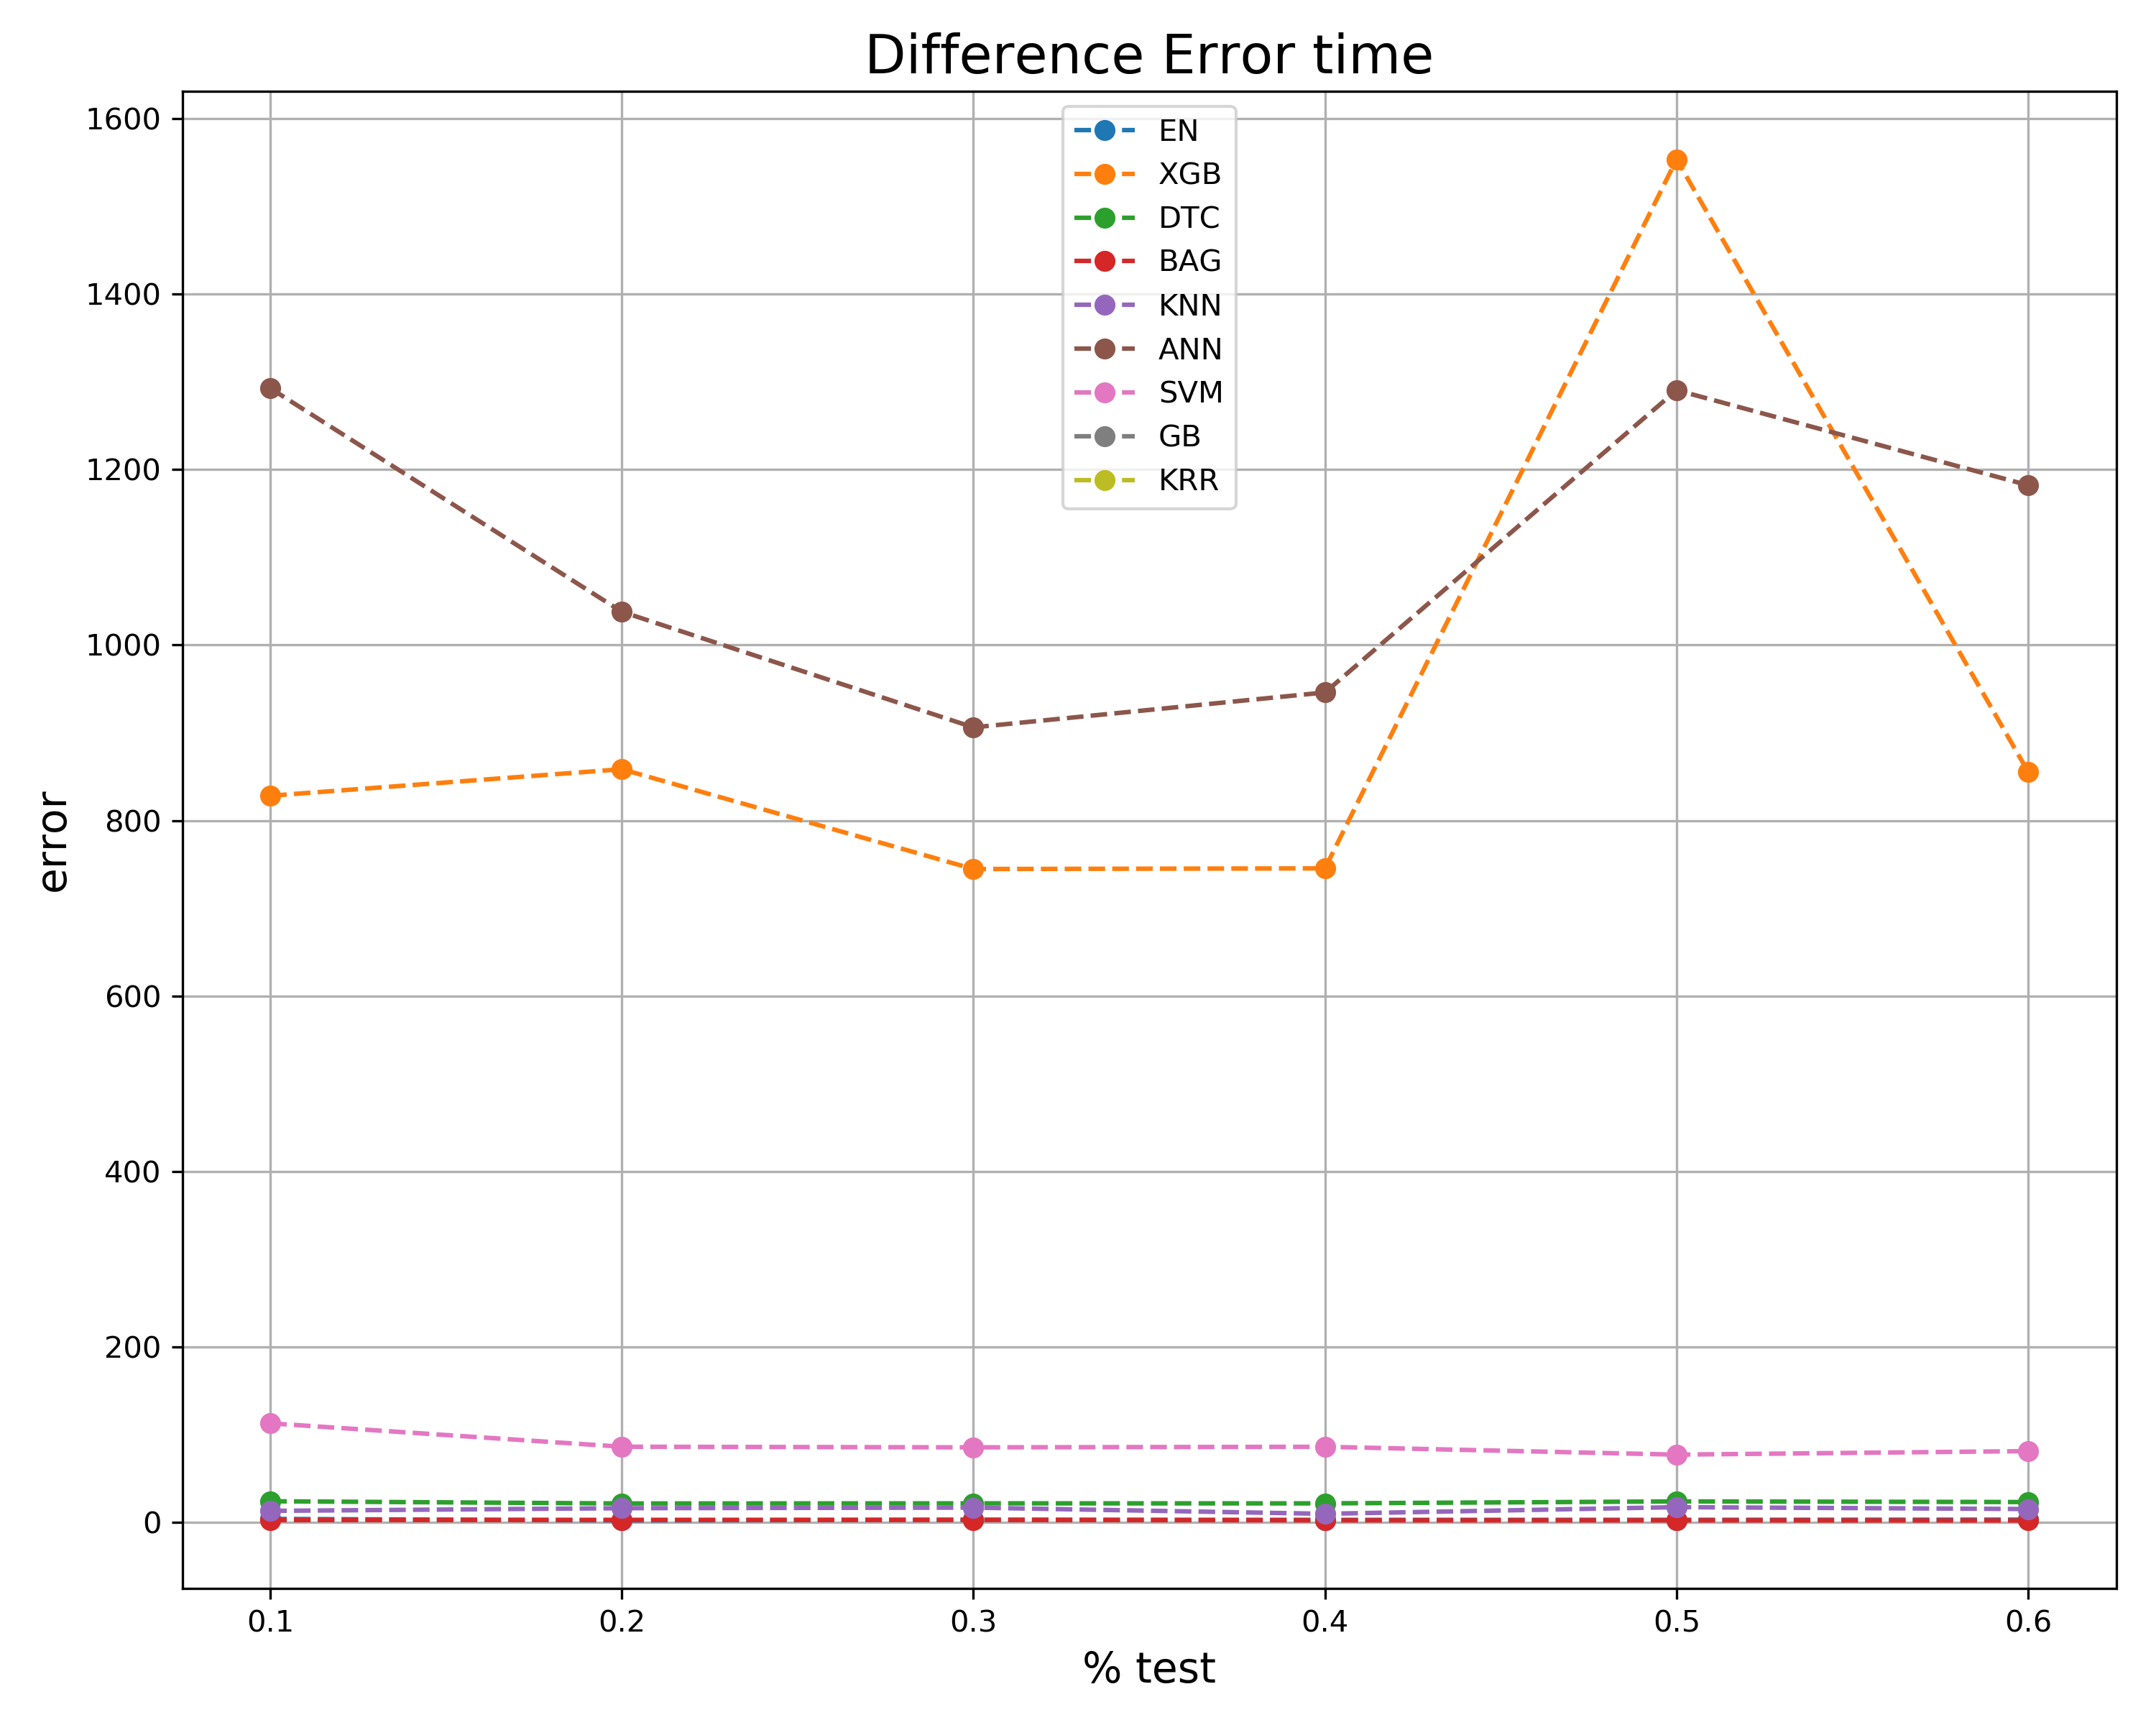 Difference Error time
1600
1400
1200
1000
800
600
400
200
0
error
EN
XGB
DTC
BAG
KNN
ANN
SVM
GB
KRR
0.1 0.2 0.3 0.4 0.5 0.6
% test